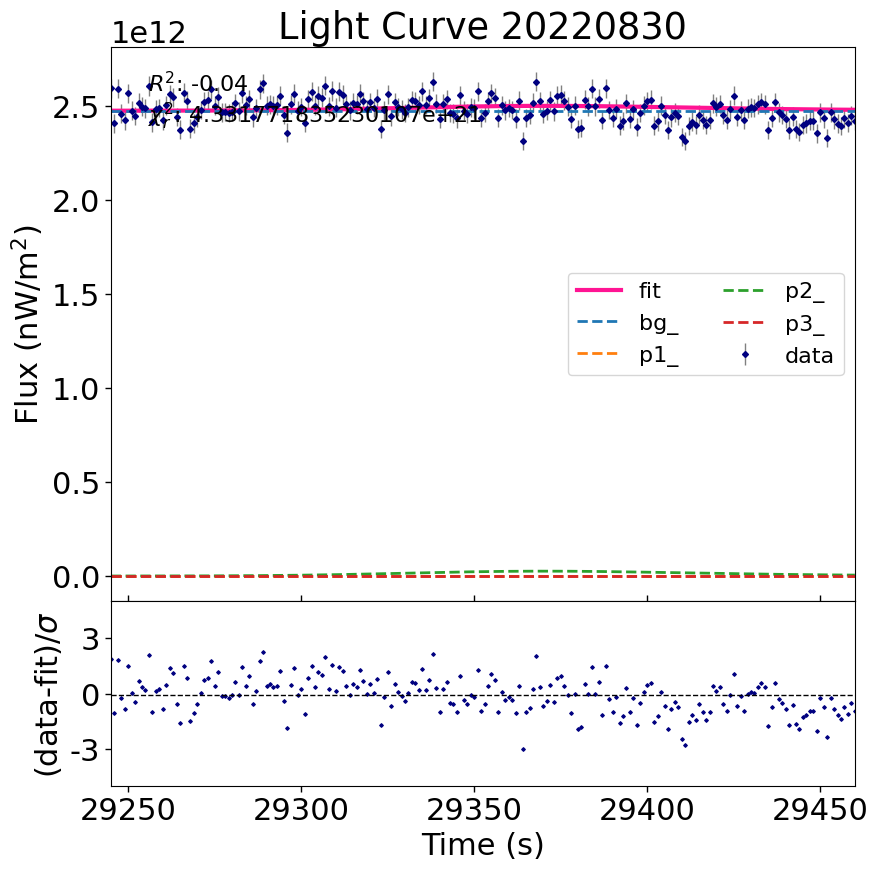 Light Curve 20220830
1e12
R²: -0.04
2.5
2.0
1.5
1.0
0.5
0.0
Flux (nW/m²)
fit
bg_
p1_
p2_
p3_
data
3
0
-3
(data-fit)/σ
29250 29300 29350 29400 29450
Time (s)